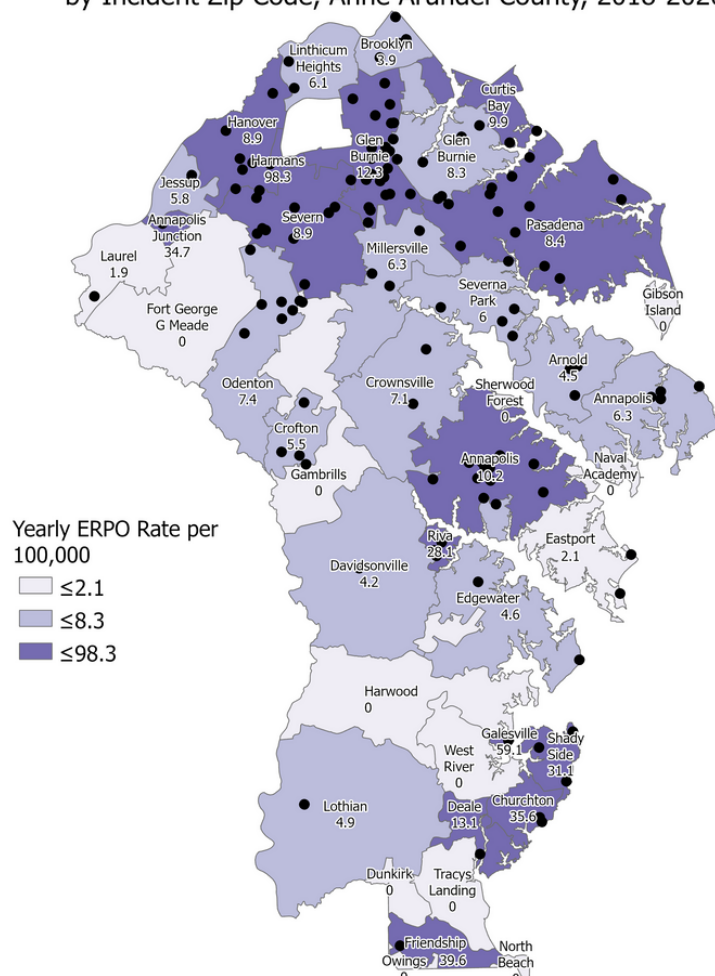 by Incident Zip Code, Anne Arundel County, 2018-2020
Linthicum
Heights
6.1
Brooklyn
3.9
Curtis
Bay
9.9
Hanover
8.9
Glen
Burnie
12.3
Glen
Burnie
8.3
Harmans
98.3
Jessup
5.8
Annapolis
Junction
34.7
Severn
8.9
Pasadena
8.4
Millersville
6.3
Laurel
1.9
Severna
Park
6
Gibson
Island
0
Fort George
G Meade
0
Arnold
4.5
Odenton
7.4
Crownsville
7.1
Sherwood
Forest
0
Annapolis
6.3
Crofton
5.5
Gambrills
0
Annapolis
10.2
Naval
Academy
0
Yearly ERPO Rate per
100,000
≤2.1
≤8.3
≤98.3
Riva
28.1
Eastport
2.1
Davidsonville
4.2
Edgewater
4.6
Harwood
0
Galesville
59.1
Shady
Side
31.1
West
River
0
Lothian
4.9
Deale
13.1
Churchton
35.6
Dunkirk
0
Tracys
Landing
0
Friendship
39.6
Owings
0
North
Beach
0